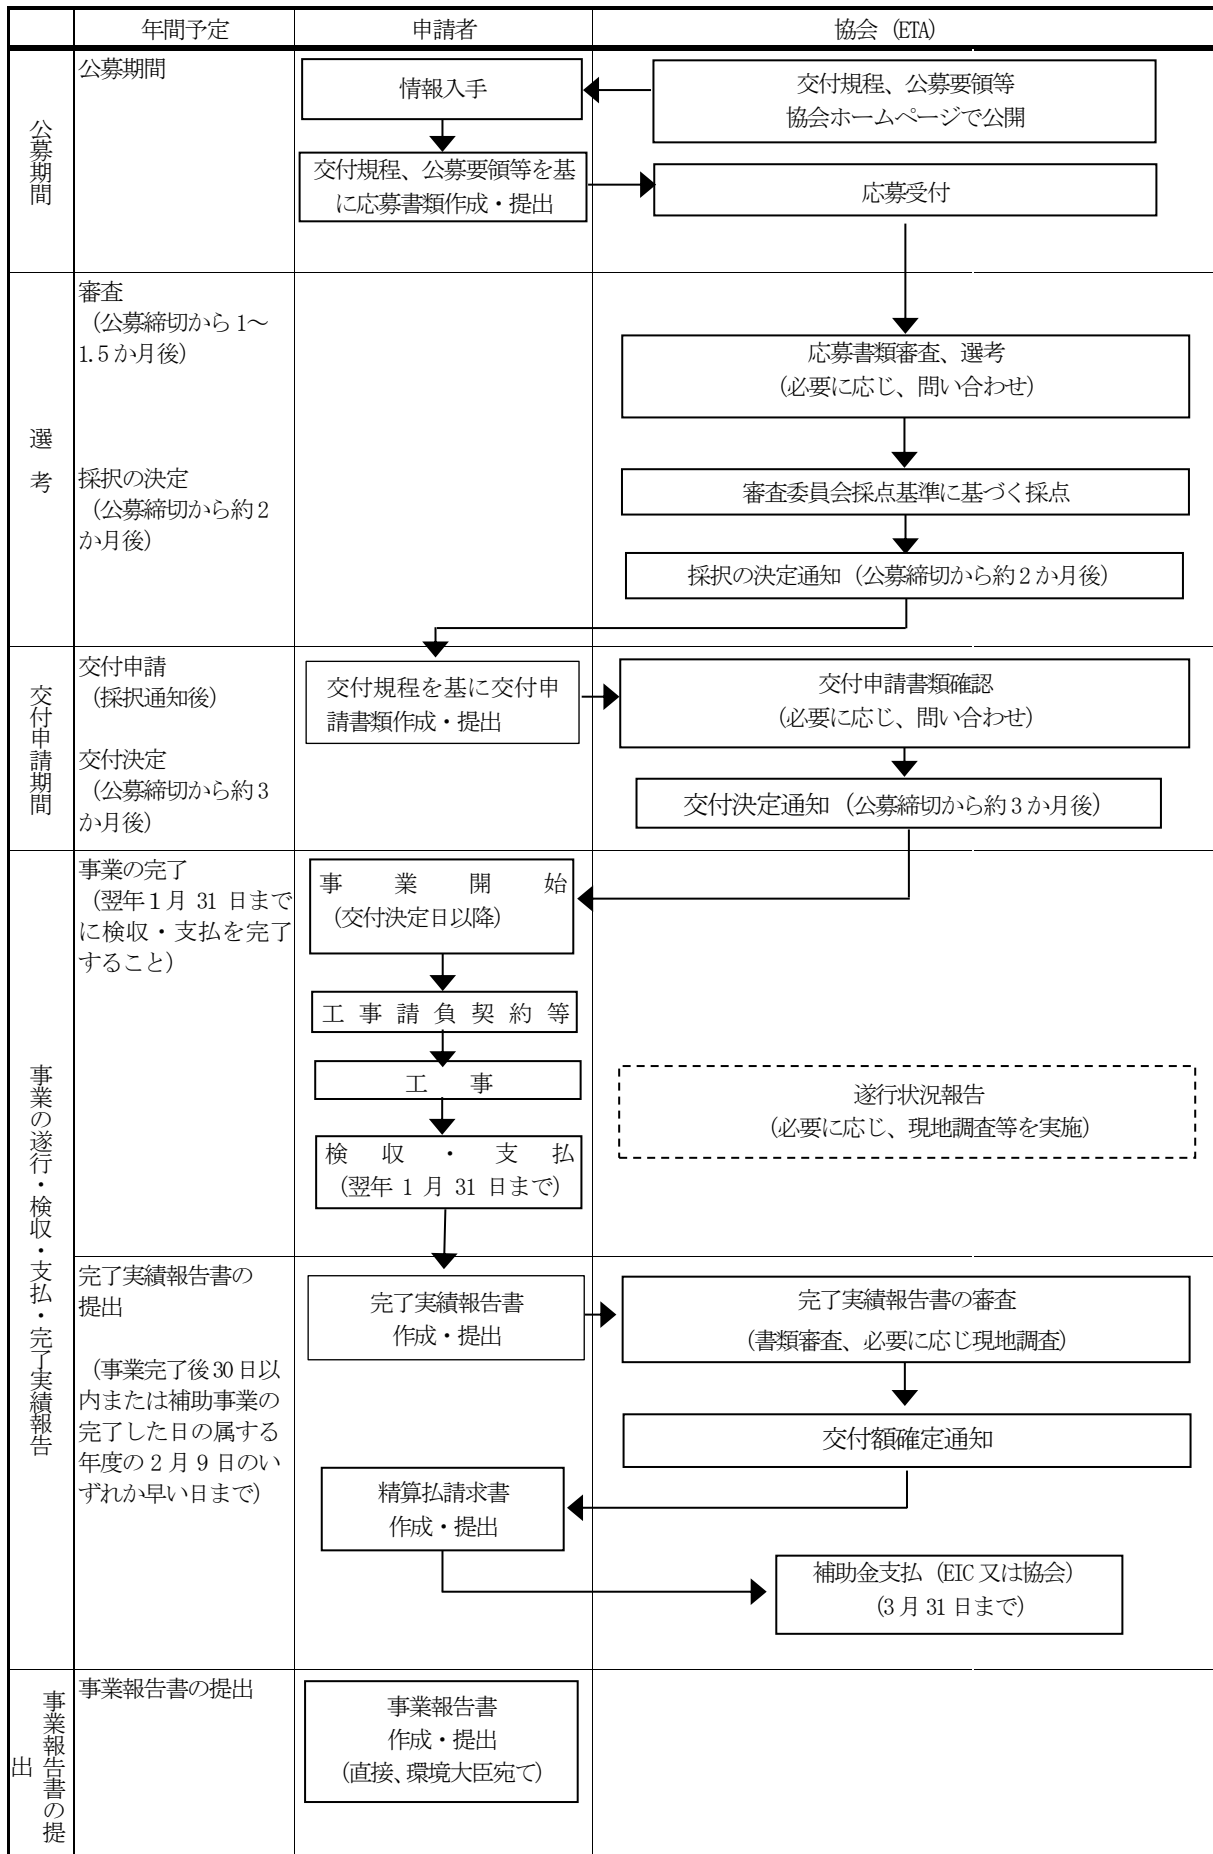 年間予定
申請者
協会（ETA）
公募期間
公募期間
情報入手
交付規程、公募要領等
協会ホームページで公開
交付規程、公募要領等を基
に応募書類作成・提出
応募受付
選考
審査
（公募締切から 1～
1.5 か月後）
応募書類審査、選考
（必要に応じ、問い合わせ）
採択の決定
（公募締切から約 2
か月後）
審査委員会採点基準に基づく採点
採択の決定通知（公募締切から約 2 か月後）
交付申請期間
交付申請
（採択通知後）
交付規程を基に交付申
請書類作成・提出
交付申請書類確認
（必要に応じ、問い合わせ）
交付決定
（公募締切から約 3
か月後）
交付決定通知（公募締切から約 3 か月後）
事業の遂行・検収・支払・完了実績報告
事業の完了
（翌年 1 月 31 日まで
に検収・支払を完了
すること）
事業開始
（交付決定日以降）
工事請負契約等
工事
遂行状況報告
（必要に応じ、現地調査等を実施）
検収・支払
（翌年 1 月 31 日まで）
完了実績報告書の
提出
（事業完了後 30 日以
内または補助事業の
完了した日の属する
年度の 2 月 9 日のい
ずれか早い日まで）
完了実績報告書
作成・提出
完了実績報告書の審査
（書類審査、必要に応じ現地調査）
交付額確定通知
精算払請求書
作成・提出
補助金支払（EIC 又は協会）
（3 月 31 日まで）
事業報告書の提
出
事業報告書の提出
事業報告書
作成・提出
（直接、環境大臣宛て）